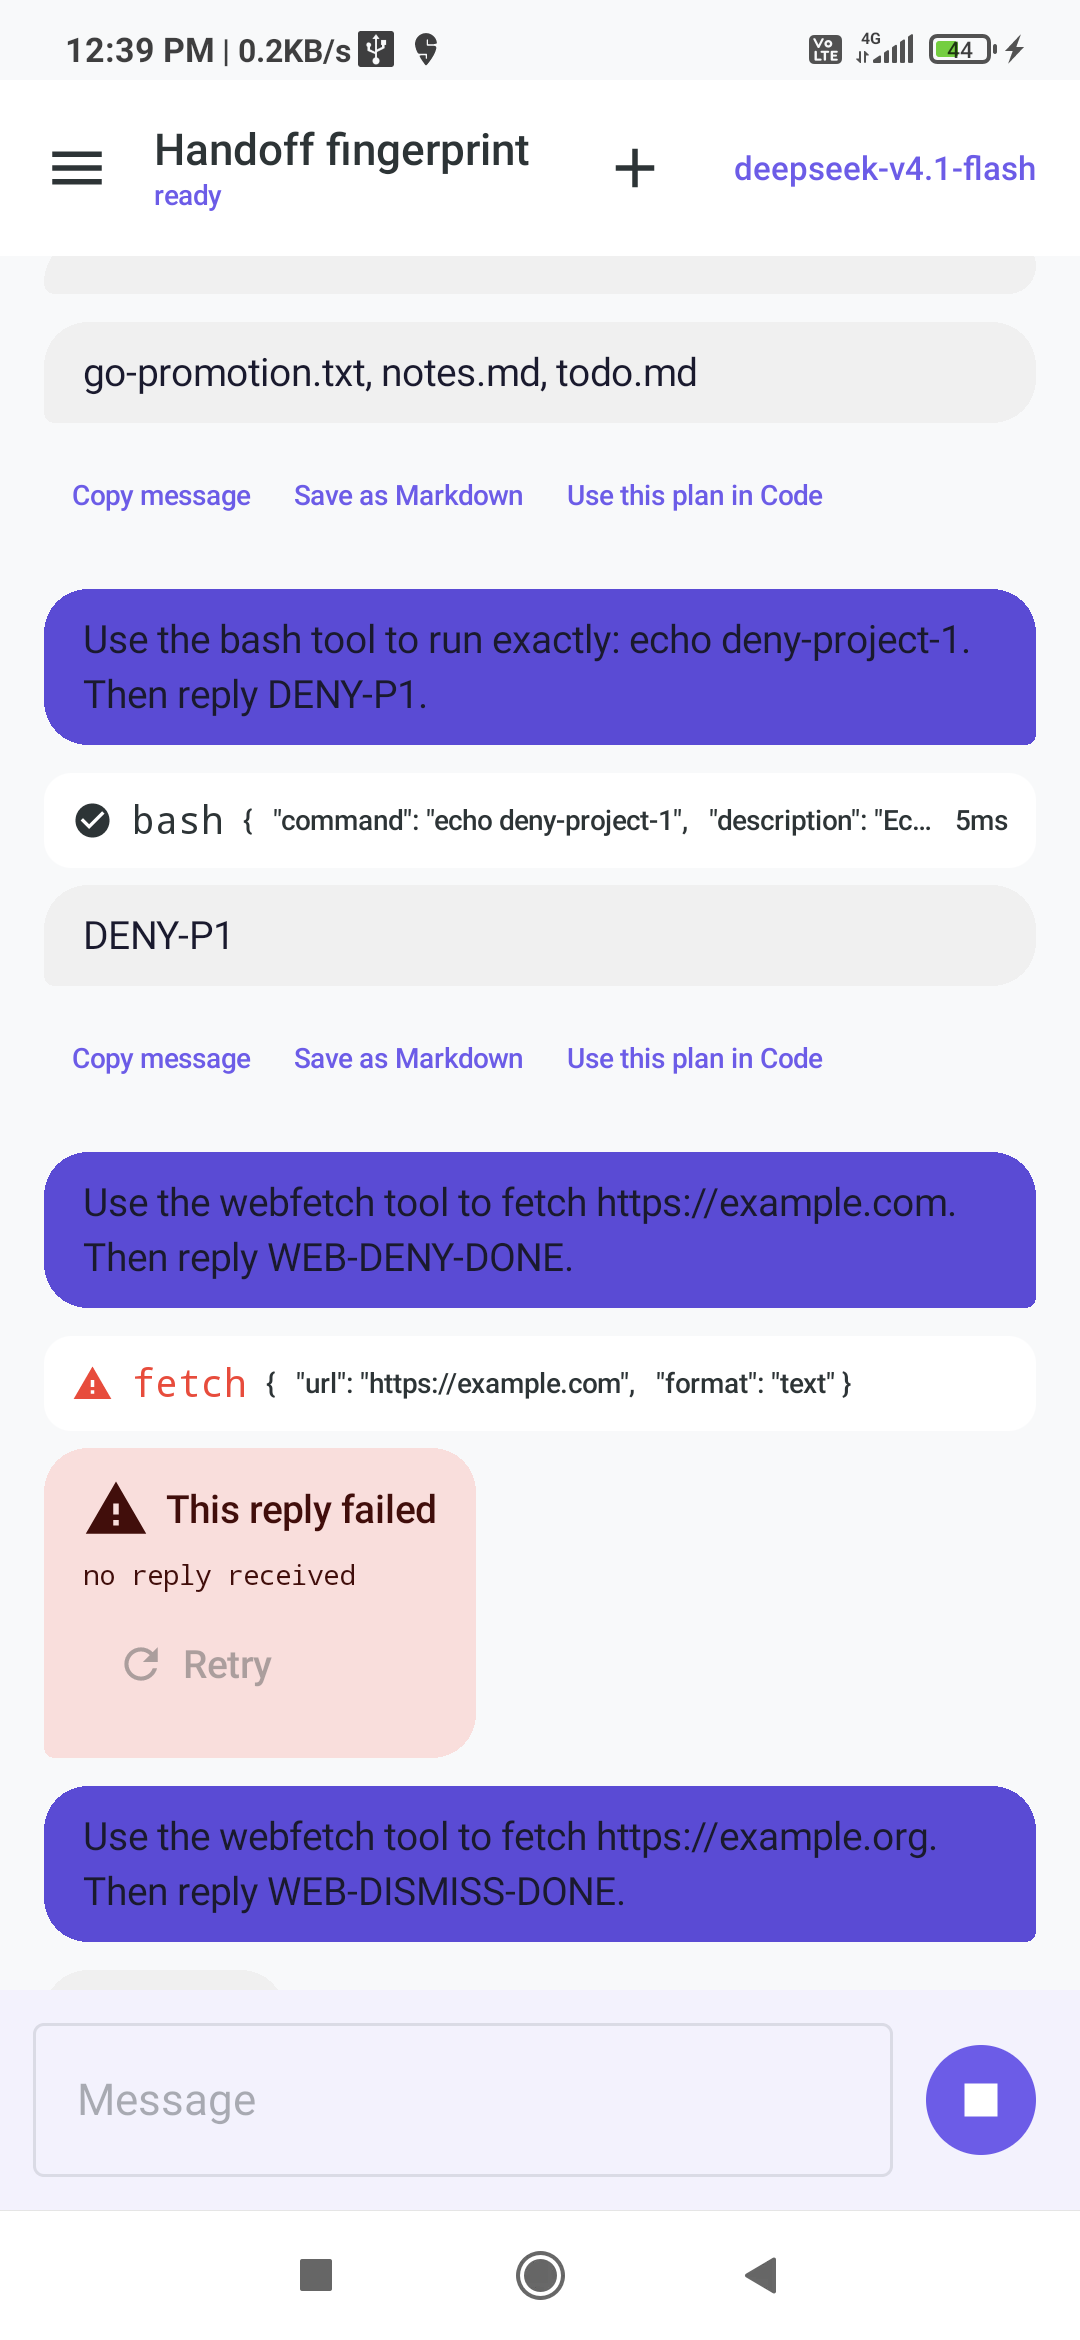 12:39 PM | 0.2KB/s
Vo LTE 4G 44
Handoff fingerprint
ready
deepseek-v4.1-flash
go-promotion.txt, notes.md, todo.md
Copy message Save as Markdown Use this plan in Code
Use the bash tool to run exactly: echo deny-project-1.
Then reply DENY-P1.
bash { "command": "echo deny-project-1", "description": "Ec... 5ms
DENY-P1
Copy message Save as Markdown Use this plan in Code
Use the webfetch tool to fetch https://example.com.
Then reply WEB-DENY-DONE.
fetch { "url": "https://example.com", "format": "text" }
This reply failed
no reply received
Retry
Use the webfetch tool to fetch https://example.org.
Then reply WEB-DISMISS-DONE.
Message